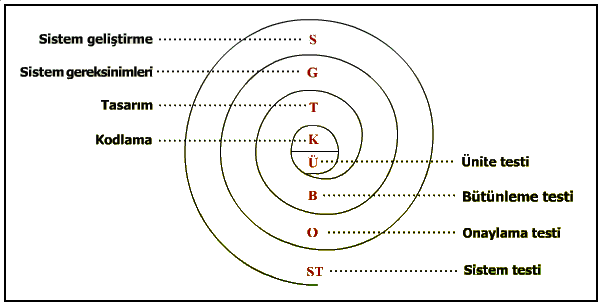 Sistem geliştirme S
Sistem gereksinimleri G
Tasarım T
Kodlama K
Ü Ünite testi
B Bütünleme testi
O Onaylama testi
ST Sistem testi